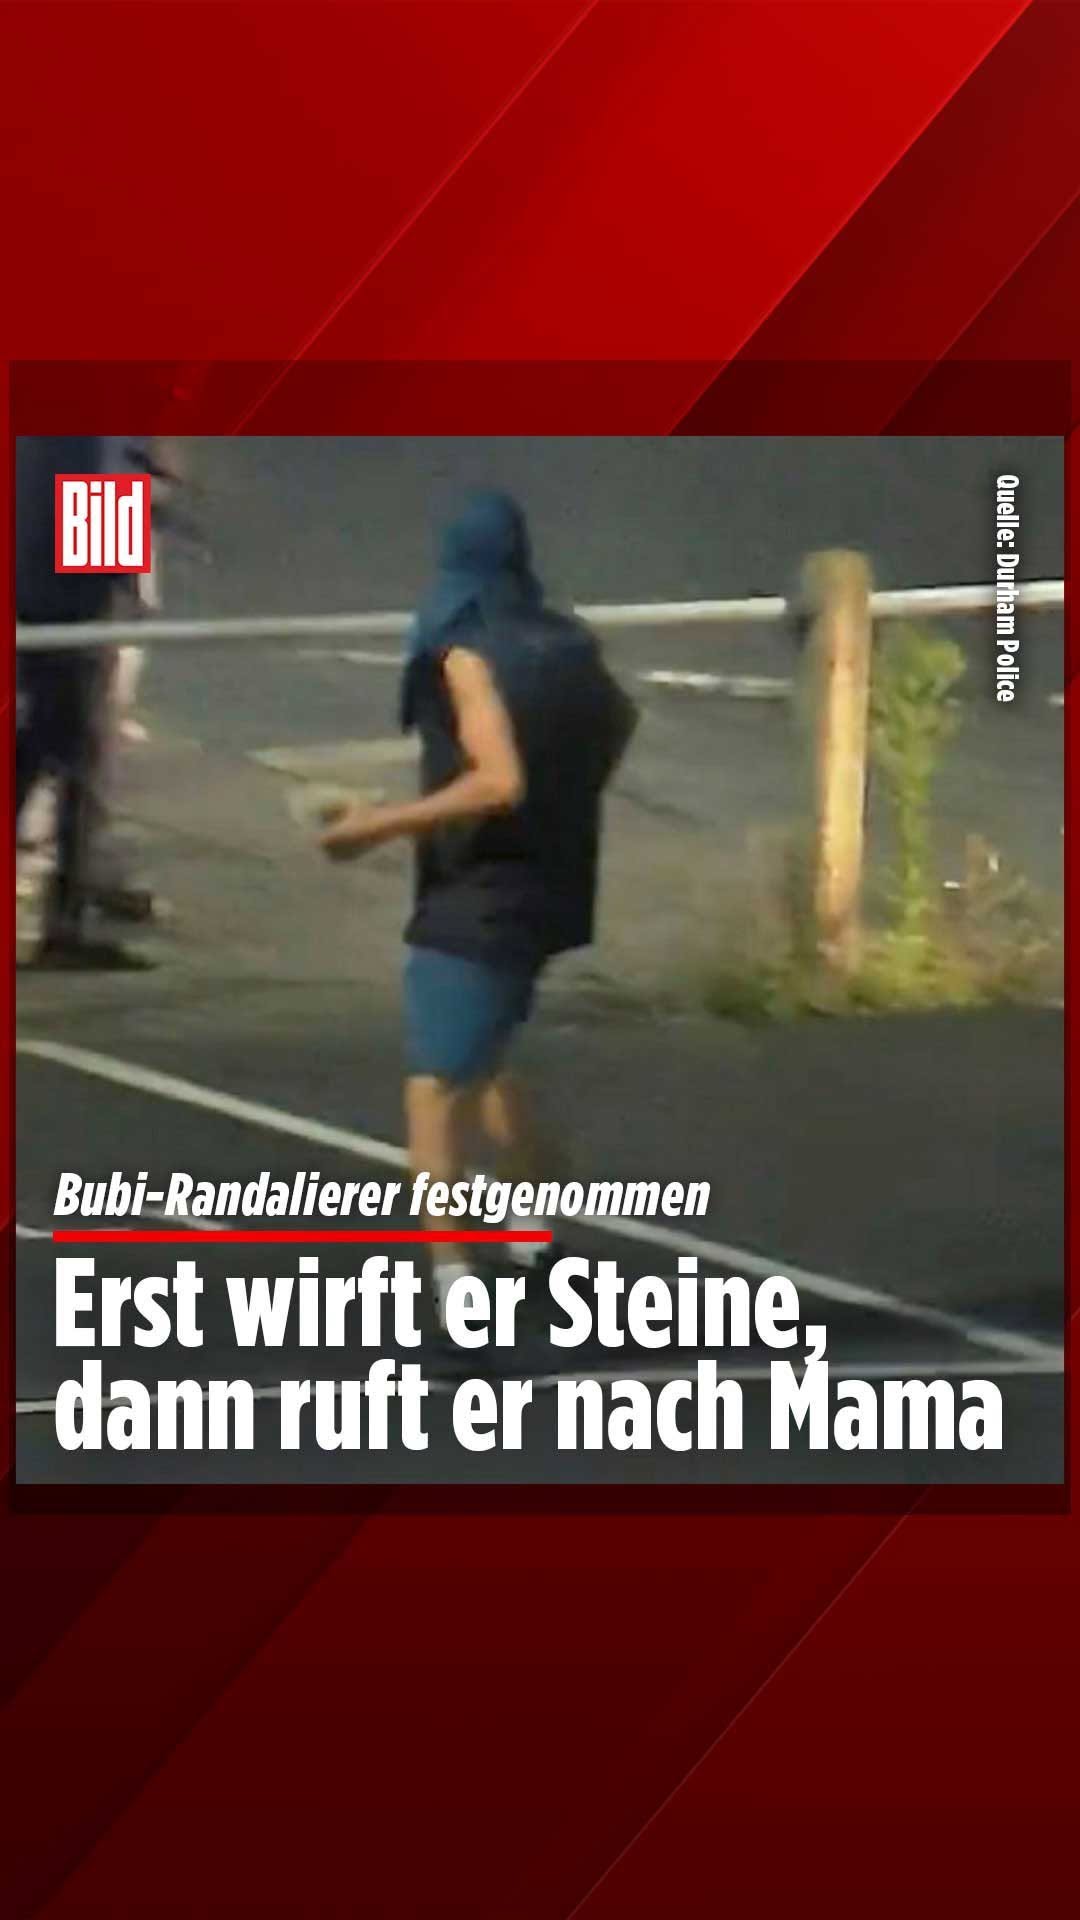 Bild
Quelle: Durham Police
Bubi-Randalierer festgenommen
Erst wirft er Steine,
dann ruft er nach Mama